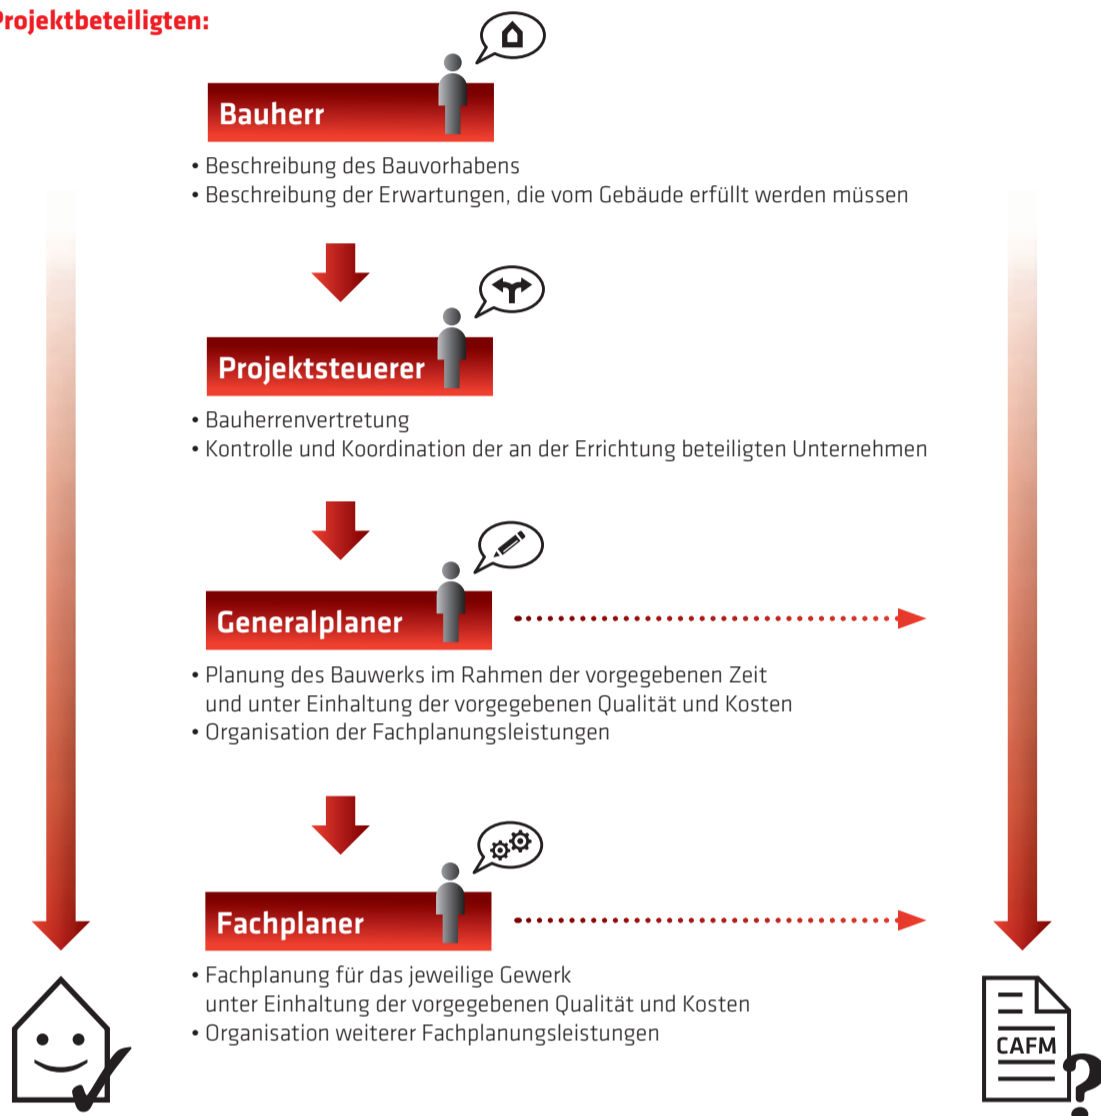 Projektbeteiligten:
Bauherr
• Beschreibung des Bauvorhabens
• Beschreibung der Erwartungen, die vom Gebäude erfüllt werden müssen
Projektsteuerer
• Bauherrenvertretung
• Kontrolle und Koordination der an der Errichtung beteiligten Unternehmen
Generalplaner
• Planung des Bauwerks im Rahmen der vorgegebenen Zeit
und unter Einhaltung der vorgegebenen Qualität und Kosten
• Organisation der Fachplanungsleistungen
Fachplaner
• Fachplanung für das jeweilige Gewerk
unter Einhaltung der vorgegebenen Qualität und Kosten
• Organisation weiterer Fachplanungsleistungen
CAFM
?